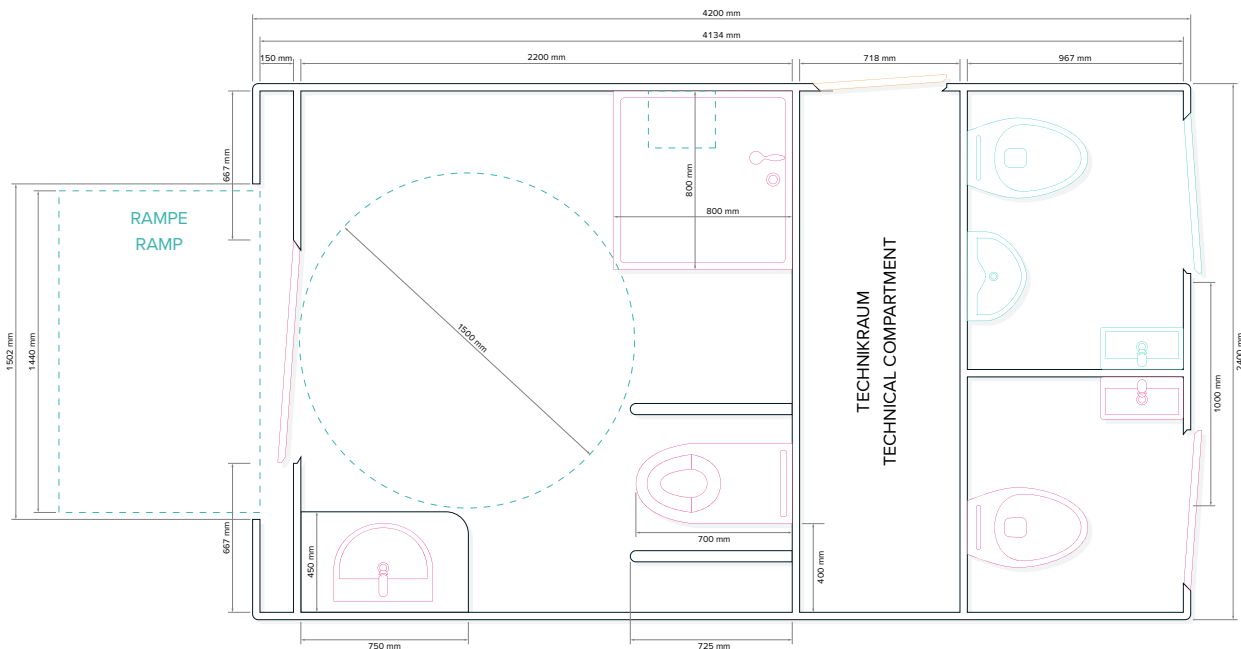 4200 mm
4134 mm
150 mm
2200 mm
718 mm
967 mm
667 mm
800 mm
800 mm
RAMPE
RAMP
1502 mm
1440 mm
1500 mm
TECHNIKRAUM
TECHNICAL COMPARTMENT
2400 mm
1000 mm
667 mm
450 mm
700 mm
400 mm
750 mm
725 mm